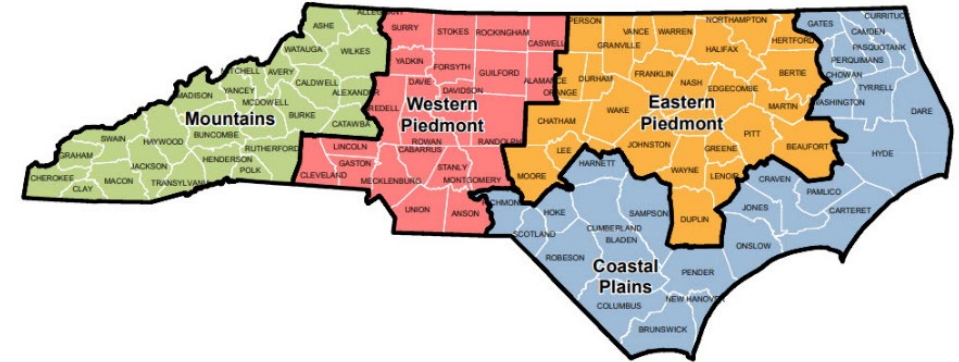 ALLEGHANY
ASHE
SURRY
STOKES
ROCKINGHAM
CASWELL
PERSON
GRANVILLE
VANCE
WARREN
NORTHAMPTON
HALIFAX
HERTFORD
GATES
CURRITUC
CAMDEN
PASQUOTANK
PERQUIMANS
CHOWAN
WATAUGA
WILKES
YADKIN
FORSYTH
GUILFORD
ALAMANCE
ORANGE
DURHAM
FRANKLIN
NASH
EDGECOMBE
BERTIE
MARTIN
WASHINGTON
TYRRELL
DARE
MITCHELL
AVERY
CALDWELL
ALEXANDER
DAVIE
DAVIDSON
IREDELL
MADISON
YANCEY
MCDOWELL
BURKE
CATAWBA
Mountains
Western
Piedmont
Eastern
Piedmont
ROWAN
RANDOLPH
CHATHAM
WAKE
JOHNSTON
PITT
GREENE
BEAUFORT
HYDE
SWAIN
HAYWOOD
BUNCOMBE
RUTHERFORD
GRAHAM
JACKSON
HENDERSON
POLK
CHEROKEE
CLAY
MACON
TRANSYLVANI
LINCOLN
GASTON
CLEVELAND
MECKLENBURG
CABARRUS
STANLY
MONTGOMERY
UNION
ANSON
LEE
MOORE
HARNETT
WAYNE
LENOIR
DUPLIN
CRAVEN
PAMLICO
JONES
CARTERET
ONSLOW
RICHMOND
HOKE
SCOTLAND
CUMBERLAND
SAMPSON
BLADEN
ROBESON
Coastal
Plains
PENDER
COLUMBUS
NEW HANOVER
BRUNSWICK